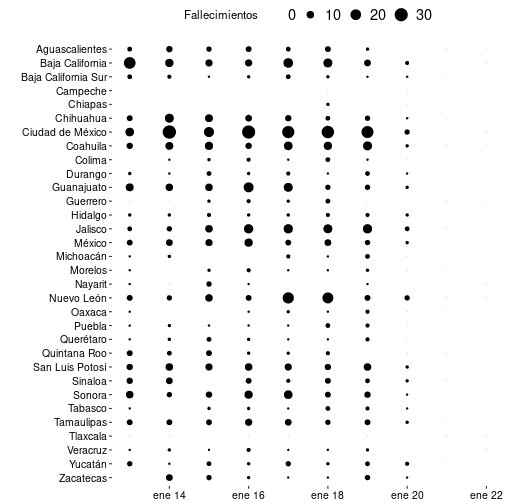 Fallecimientos 0 10 20 30
Aguascalientes
Baja California
Baja California Sur
Campeche
Chiapas
Chihuahua
Ciudad de México
Coahuila
Colima
Durango
Guanajuato
Guerrero
Hidalgo
Jalisco
México
Michoacán
Morelos
Nayarit
Nuevo León
Oaxaca
Puebla
Querétaro
Quintana Roo
San Luis Potosí
Sinaloa
Sonora
Tabasco
Tamaulipas
Tlaxcala
Veracruz
Yucatán
Zacatecas
ene 14 ene 16 ene 18 ene 20 ene 22